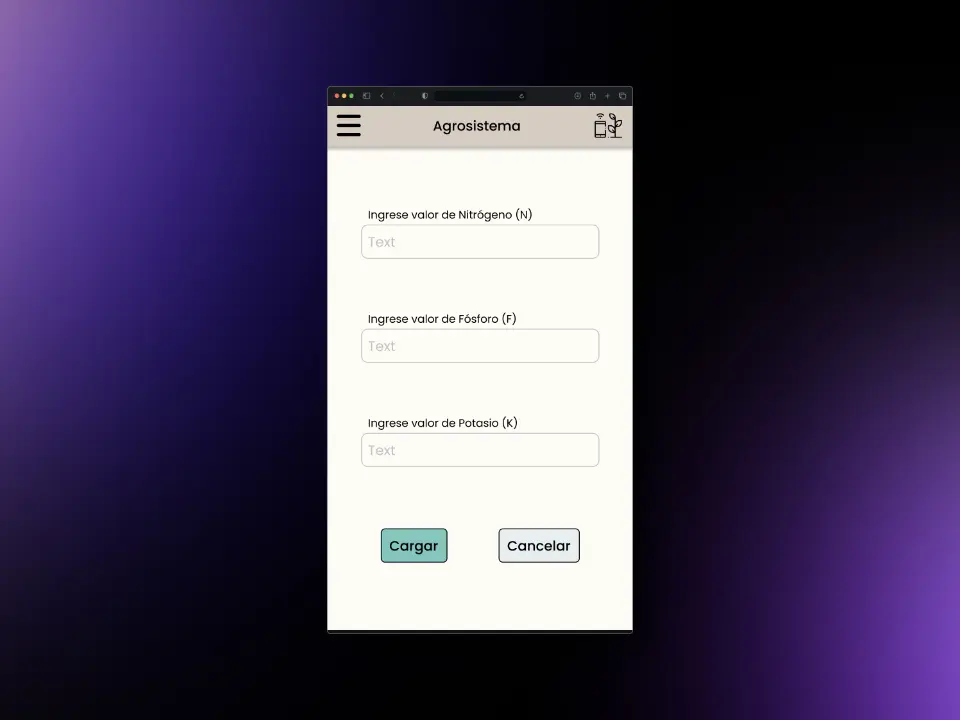 Agrosistema
Ingrese valor de Nitrógeno (N)
Text
Ingrese valor de Fósforo (F)
Text
Ingrese valor de Potasio (K)
Text
Cargar
Cancelar